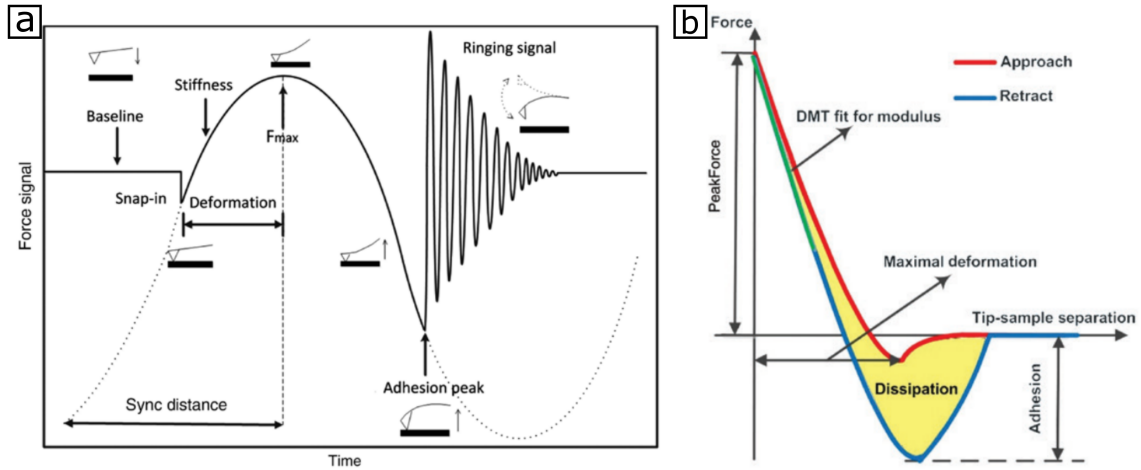 a
Ringing signal
Stiffness
Baseline
Fmax
Snap-in
Deformation
Force signal
Adhesion peak
Sync distance
Time
b
Force
Approach
Retract
DMT fit for modulus
PeakForce
Maximal deformation
Tip-sample separation
Dissipation
Adhesion